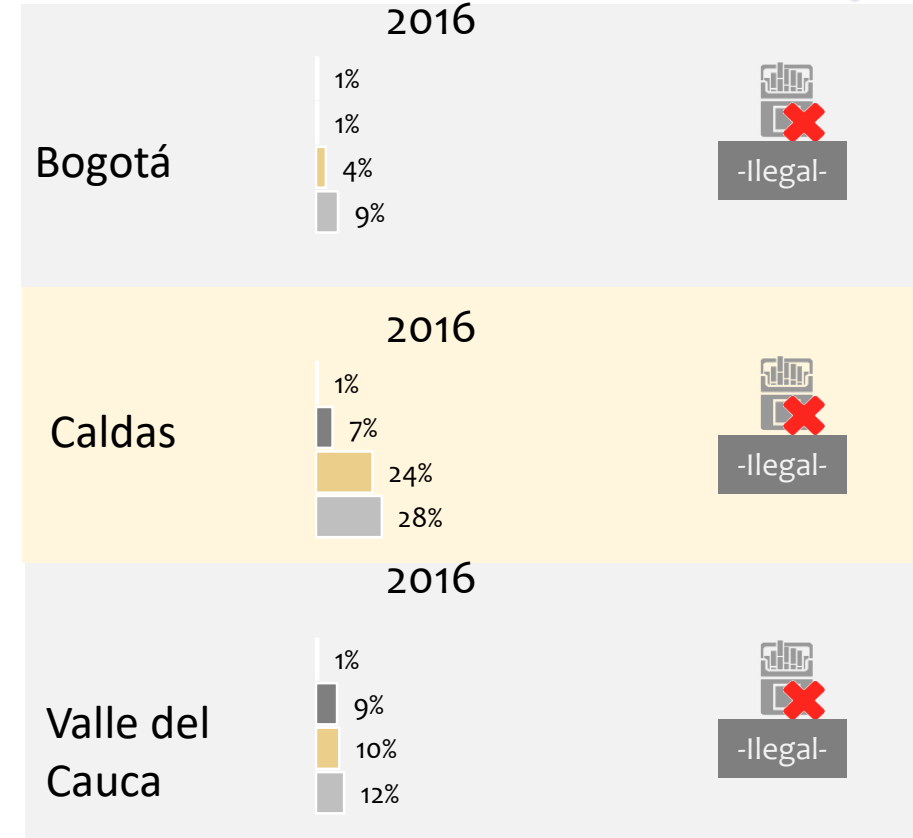 2016
1%
1%
Bogotá
4%
-Ilegal-
9%
2016
1%
7%
Caldas
24%
-Ilegal-
28%
2016
1%
9%
Valle del
Cauca
10%
-Ilegal-
12%